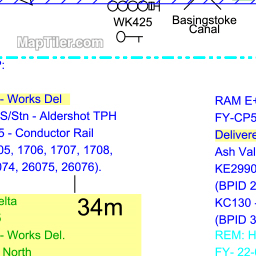 WK425
Basingstoke
Canal
MapTiler.com
?:
- Works Del
S/Stn - Aldershot TPH
5 - Conductor Rail
05, 1706, 1707, 1708,
074, 26075, 26076).
34m
elta
- Works Del.
North
RAM E+
FY-CP5
Delivere
Ash Val
KE2990
(BPID 2
KC130 -
(BPID 3
REM: H
FY- 22-